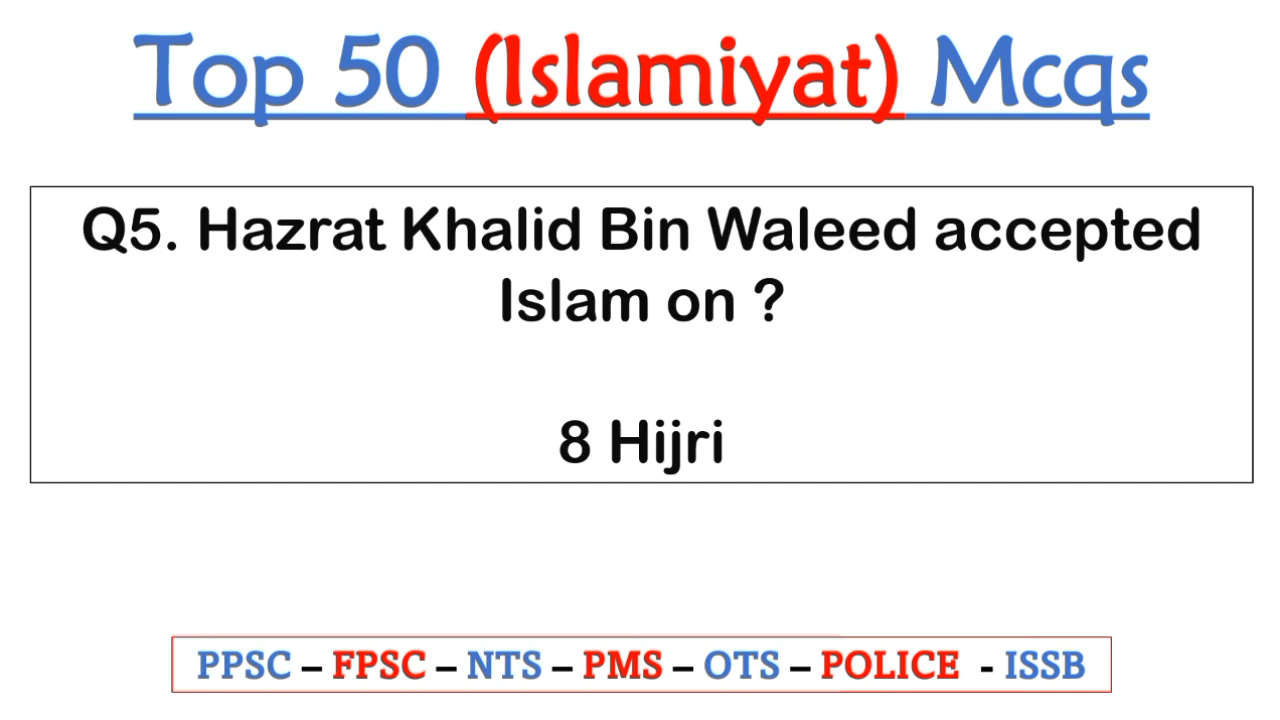 Top 50 (Islamiyat) Mcqs
Q5. Hazrat Khalid Bin Waleed accepted
Islam on ?
8 Hijri
PPSC – FPSC – NTS – PMS – OTS – POLICE - ISSB